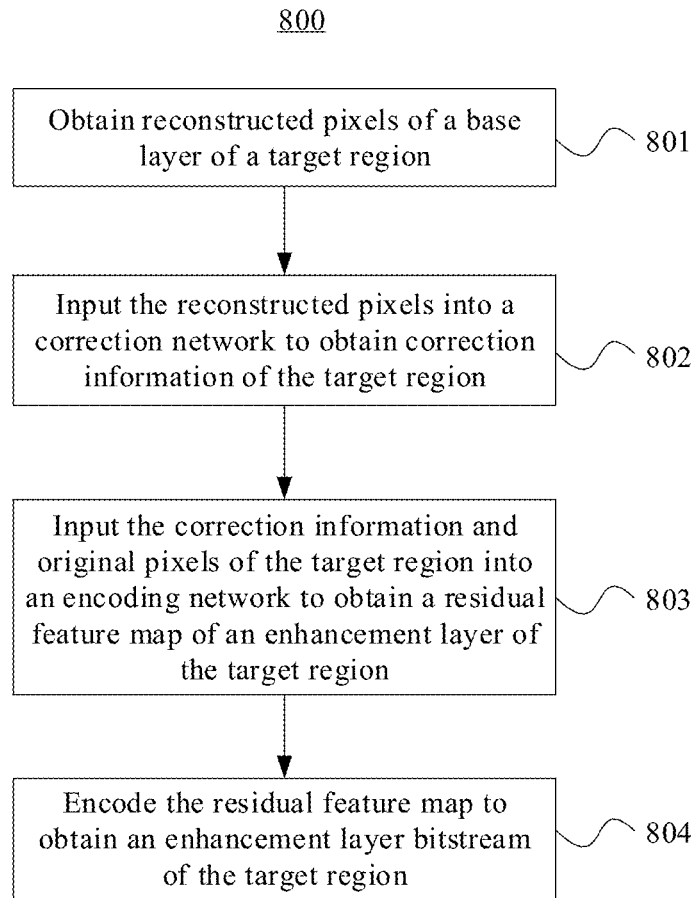 800
Obtain reconstructed pixels of a base
layer of a target region
801
Input the reconstructed pixels into a
correction network to obtain correction
information of the target region
802
Input the correction information and
original pixels of the target region into
an encoding network to obtain a residual
feature map of an enhancement layer of
the target region
803
Encode the residual feature map to
obtain an enhancement layer bitstream
of the target region
804